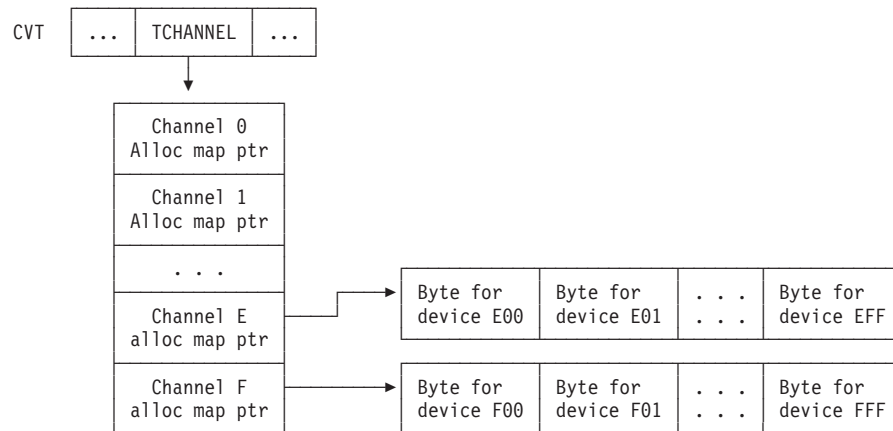 CVT ... TCHANNEL ...
Channel 0
Alloc map ptr
Channel 1
Alloc map ptr
. . .
Channel E
alloc map ptr
Byte for Byte for . . . Byte for
device E00 device E01 . . . device EFF
Channel F
alloc map ptr
Byte for Byte for . . . Byte for
device F00 device F01 . . . device FFF